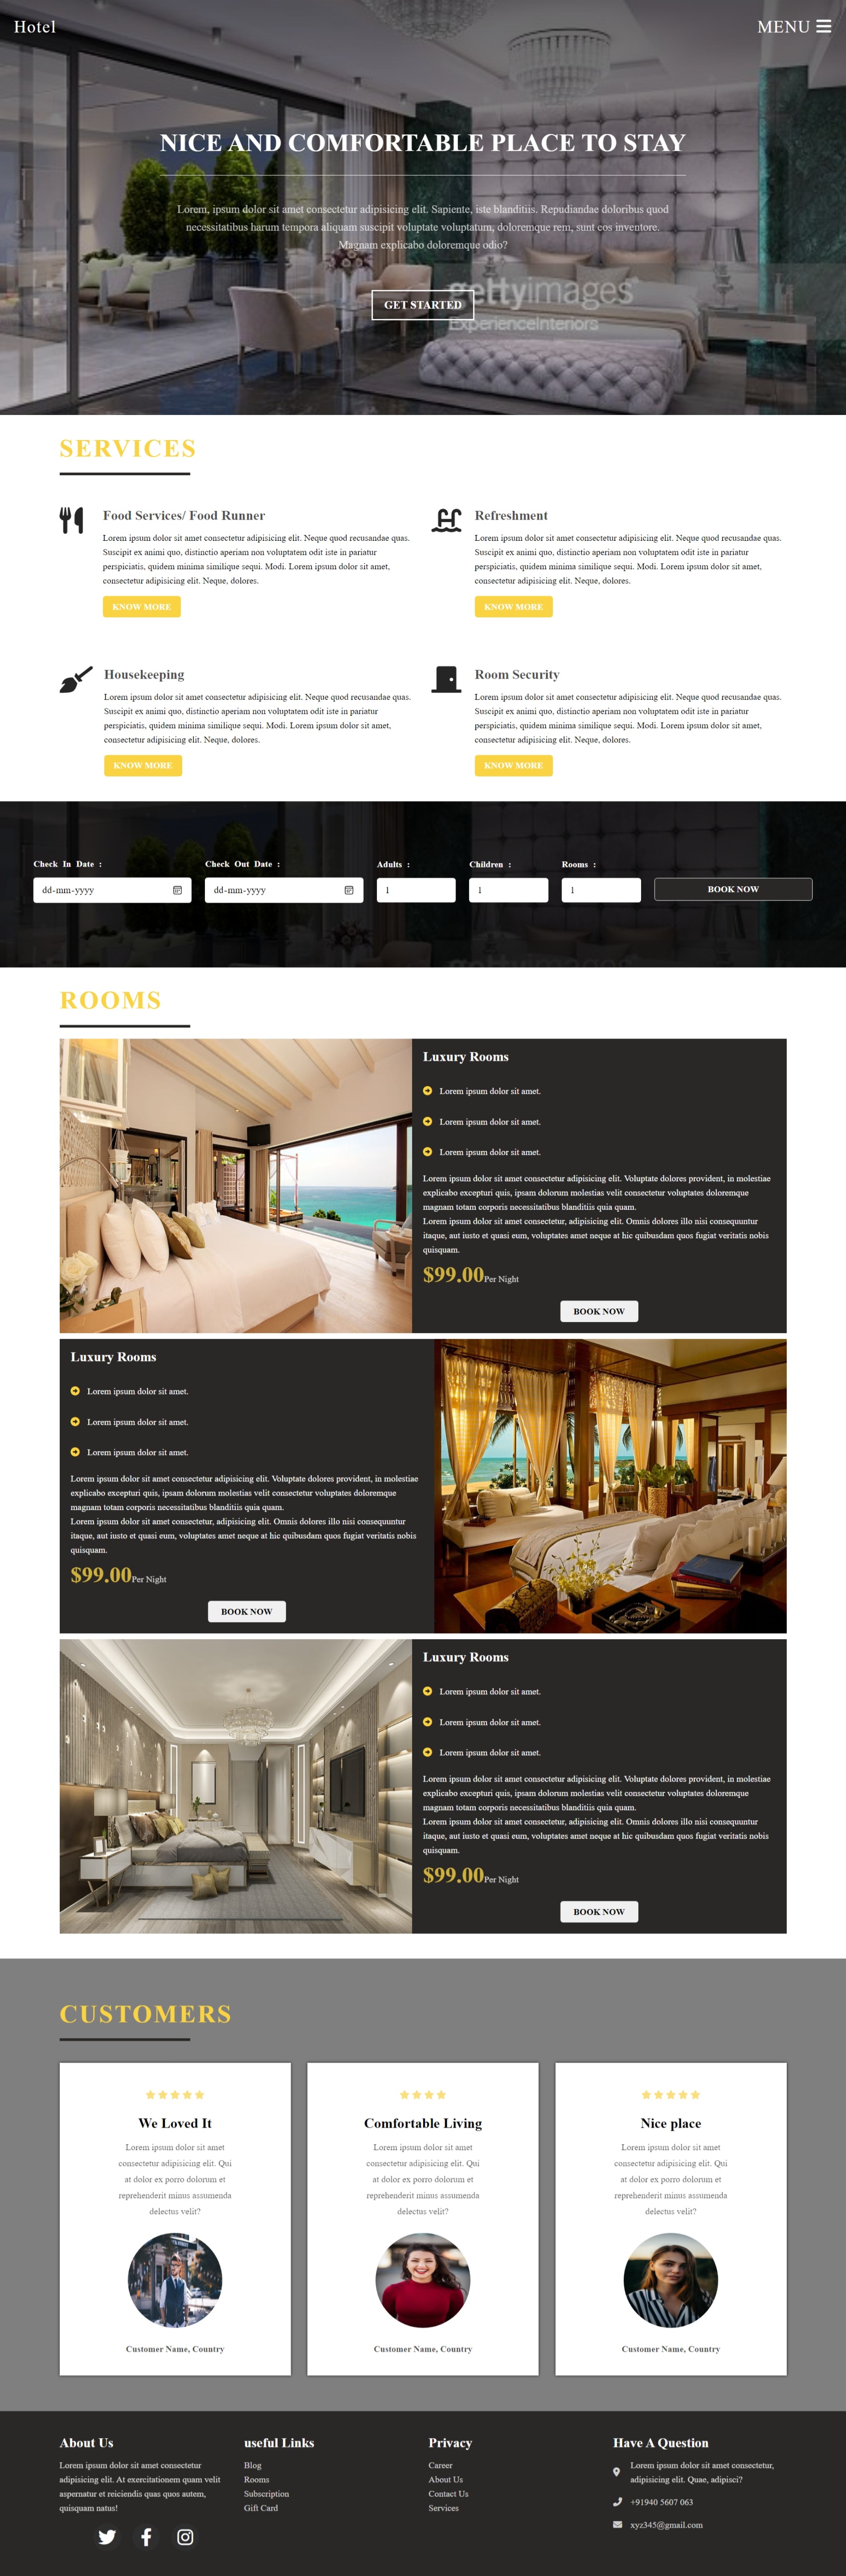 Hotel
MENU
NICE AND COMFORTABLE PLACE TO STAY
Lorem, ipsum dolor sit amet consectetur adipisicing elit. Sapiente, iste blanditiis. Repudiandae doloribus quod
necessitatibus harum tempora aliquam suscipit voluptate voluptatum, doloremque rem, sunt eos inventore.
Magnam explicabo doloremque odio?
gettyimages
ExperienceInteriors
GET STARTED
SERVICES
Food Services/ Food Runner
Lorem ipsum dolor sit amet consectetur adipisicing elit. Neque quod recusandae quas.
Suscipit ex animi quo, distinctio aperiam non voluptatem odit iste in pariatur
perspiciatis, quidem minima similique sequi. Modi. Lorem ipsum dolor sit amet,
consectetur adipisicing elit. Neque, dolores.
KNOW MORE
Refreshment
Lorem ipsum dolor sit amet consectetur adipisicing elit. Neque quod recusandae quas.
Suscipit ex animi quo, distinctio aperiam non voluptatem odit iste in pariatur
perspiciatis, quidem minima similique sequi. Modi. Lorem ipsum dolor sit amet,
consectetur adipisicing elit. Neque, dolores.
KNOW MORE
Housekeeping
Lorem ipsum dolor sit amet consectetur adipisicing elit. Neque quod recusandae quas.
Suscipit ex animi quo, distinctio aperiam non voluptatem odit iste in pariatur
perspiciatis, quidem minima similique sequi. Modi. Lorem ipsum dolor sit amet,
consectetur adipisicing elit. Neque, dolores.
KNOW MORE
Room Security
Lorem ipsum dolor sit amet consectetur adipisicing elit. Neque quod recusandae quas.
Suscipit ex animi quo, distinctio aperiam non voluptatem odit iste in pariatur
perspiciatis, quidem minima similique sequi. Modi. Lorem ipsum dolor sit amet,
consectetur adipisicing elit. Neque, dolores.
KNOW MORE
Check In Date :
dd-mm-yyyy
Check Out Date :
dd-mm-yyyy
Adults :
1
Children :
1
Rooms :
1
BOOK NOW
ROOMS
Luxury Rooms
Lorem ipsum dolor sit amet.
Lorem ipsum dolor sit amet.
Lorem ipsum dolor sit amet.
Lorem ipsum dolor sit amet consectetur adipisicing elit. Voluptate dolores provident, in molestiae
explicabo excepturi quis, ipsam dolorum molestias velit consectetur voluptates doloremque
magnam totam corporis necessitatibus blanditiis quia quam.
Lorem ipsum dolor sit amet consectetur, adipisicing elit. Omnis dolores illo nisi consequuntur
itaque, aut iusto et quasi eum, voluptates amet neque at hic quibusdam quos fugiat veritatis nobis
quisquam.
$99.00Per Night
BOOK NOW
Luxury Rooms
Lorem ipsum dolor sit amet.
Lorem ipsum dolor sit amet.
Lorem ipsum dolor sit amet.
Lorem ipsum dolor sit amet consectetur adipisicing elit. Voluptate dolores provident, in molestiae
explicabo excepturi quis, ipsam dolorum molestias velit consectetur voluptates doloremque
magnam totam corporis necessitatibus blanditiis quia quam.
Lorem ipsum dolor sit amet consectetur, adipisicing elit. Omnis dolores illo nisi consequuntur
itaque, aut iusto et quasi eum, voluptates amet neque at hic quibusdam quos fugiat veritatis nobis
quisquam.
$99.00Per Night
BOOK NOW
Luxury Rooms
Lorem ipsum dolor sit amet.
Lorem ipsum dolor sit amet.
Lorem ipsum dolor sit amet.
Lorem ipsum dolor sit amet consectetur adipisicing elit. Voluptate dolores provident, in molestiae
explicabo excepturi quis, ipsam dolorum molestias velit consectetur voluptates doloremque
magnam totam corporis necessitatibus blanditiis quia quam.
Lorem ipsum dolor sit amet consectetur, adipisicing elit. Omnis dolores illo nisi consequuntur
itaque, aut iusto et quasi eum, voluptates amet neque at hic quibusdam quos fugiat veritatis nobis
quisquam.
$99.00Per Night
BOOK NOW
CUSTOMERS
We Loved It
Lorem ipsum dolor sit amet
consectetur adipisicing elit. Qui
at dolor ex porro dolorum et
reprehenderit minus assumenda
delectus velit?
Customer Name, Country
Comfortable Living
Lorem ipsum dolor sit amet
consectetur adipisicing elit. Qui
at dolor ex porro dolorum et
reprehenderit minus assumenda
delectus velit?
Customer Name, Country
Nice place
Lorem ipsum dolor sit amet
consectetur adipisicing elit. Qui
at dolor ex porro dolorum et
reprehenderit minus assumenda
delectus velit?
Customer Name, Country
About Us
Lorem ipsum dolor sit amet consectetur
adipisicing elit. At exercitationem quam velit
aspernatur et reiciendis quas quos autem,
quisquam natus!
useful Links
Blog
Rooms
Subscription
Gift Card
Privacy
Career
About Us
Contact Us
Services
Have A Question
Lorem ipsum dolor sit amet consectetur,
adipisicing elit. Quae, adipisci?
+91940 5607 063
xyz345@gmail.com